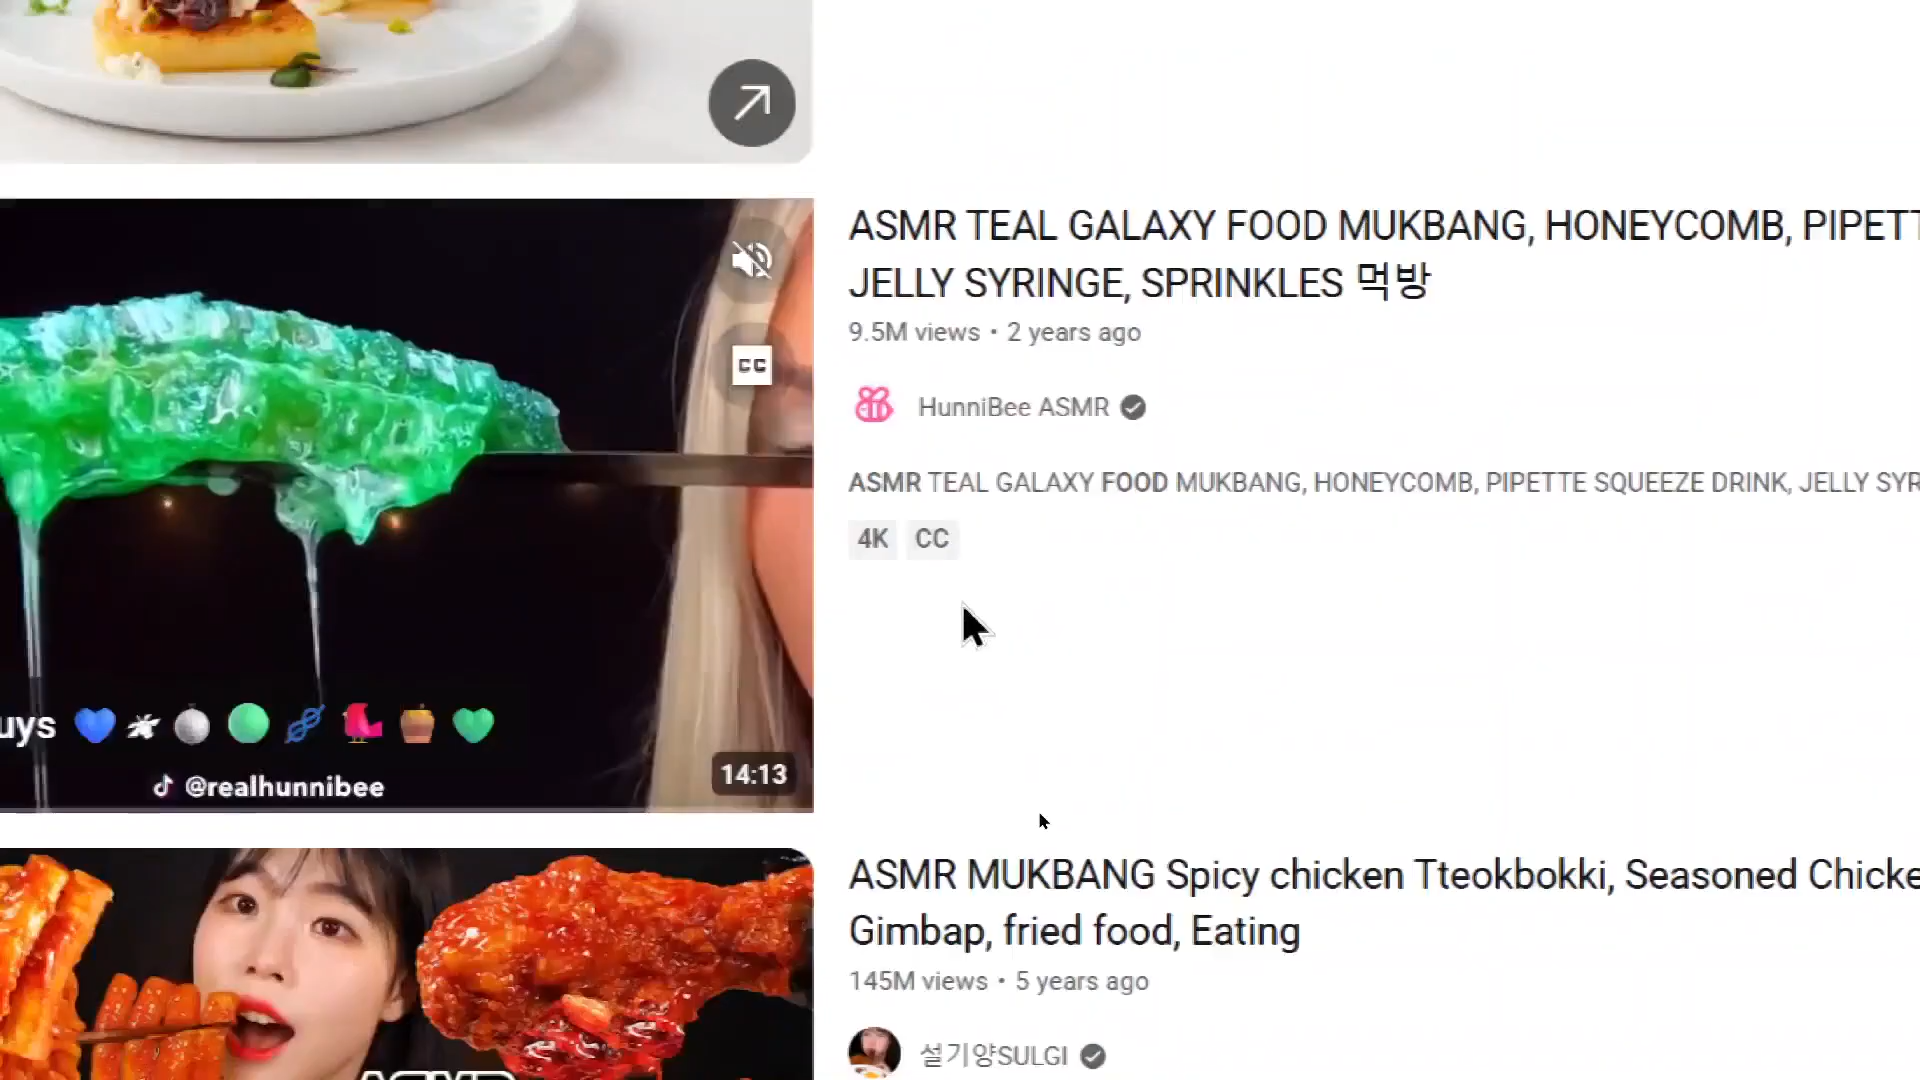 ASMR TEAL GALAXY FOOD MUKBANG, HONEYCOMB, PIPETT
JELLY SYRINGE, SPRINKLES 먹방
9.5M views • 2 years ago
CC
HunniBee ASMR
ASMR TEAL GALAXY FOOD MUKBANG, HONEYCOMB, PIPETTE SQUEEZE DRINK, JELLY SYR
4K CC
uys
@realhunnibee
14:13
ASMR MUKBANG Spicy chicken Tteokbokki, Seasoned Chicke
Gimbap, fried food, Eating
145M views • 5 years ago
설기양SULGI